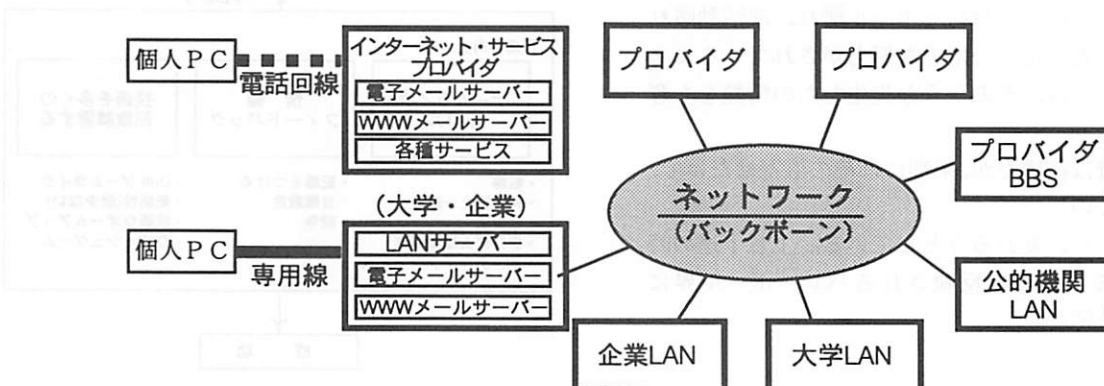 個人PC
電話回線
インターネット・サービス
プロバイダ
電子メールサーバー
WWWメールサーバー
各種サービス
(大学・企業)
個人PC
専用線
LANサーバー
電子メールサーバー
WWWメールサーバー
プロバイダ
プロバイダ
プロバイダ
BBS
ネットワーク
(バックボーン)
公的機関
LAN
企業LAN
大学LAN